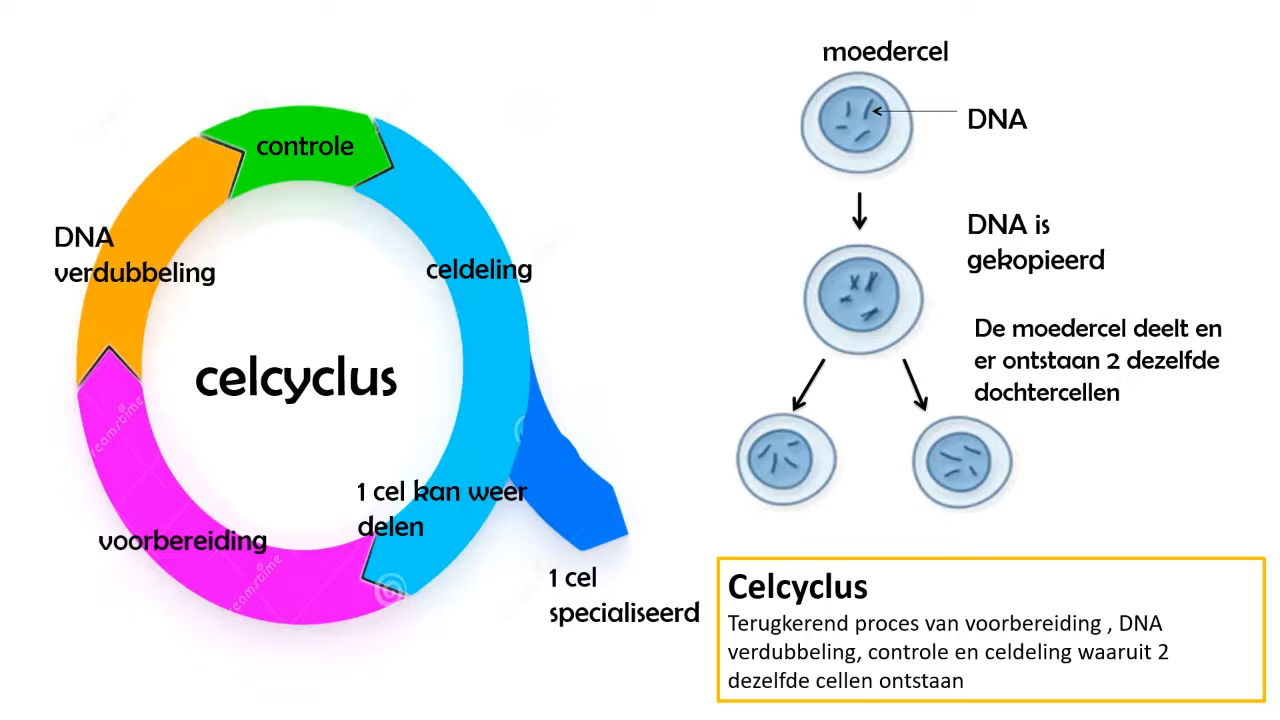 controle
DNA
verdubbeling
celdeling
celcyclus
1 cel kan weer
delen
voorbereiding
1 cel
specialiseerd
moedercel
DNA
DNA is
gekopieerd
De moedercel deelt en
er ontstaan 2 dezelfde
dochtercellen
Celcyclus
Terugkerend proces van voorbereiding , DNA
verdubbeling, controle en celdeling waaruit 2
dezelfde cellen ontstaan
dreamstime
dreamstime